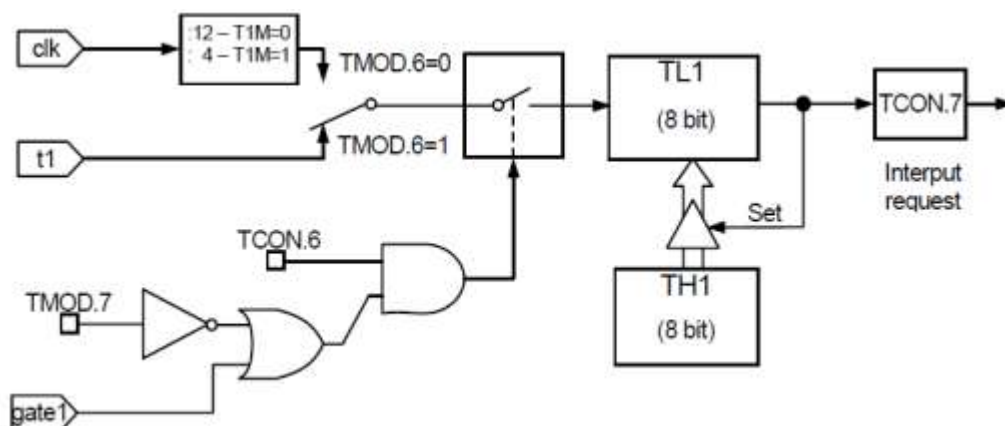 clk
:12 – T1M=0
: 4 – T1M=1
TMOD.6=0
TMOD.6=1
t1
TL1
(8 bit)
TCON.7
Interput
request
Set
TCON.6
TH1
(8 bit)
TMOD.7
gate1